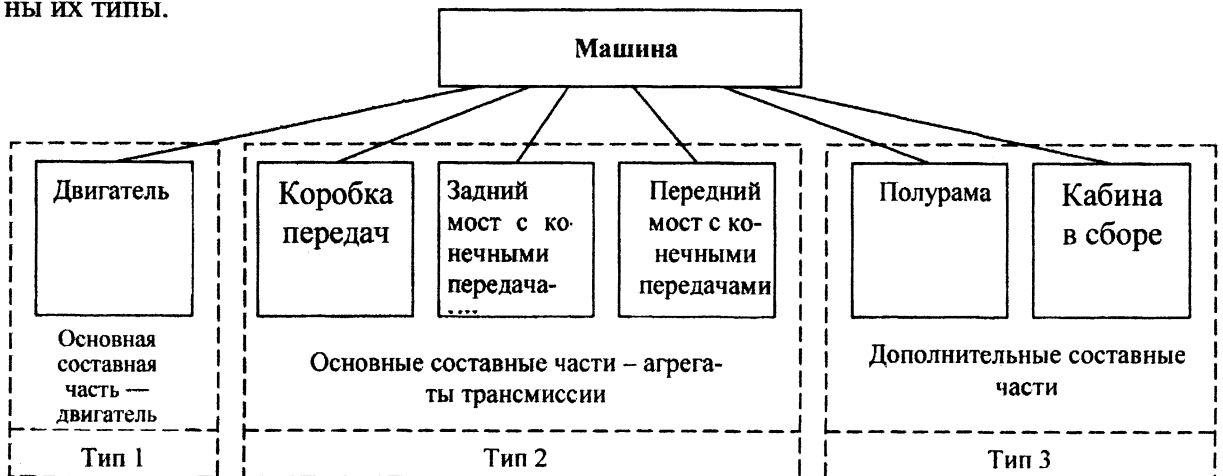 ны их типы.
Машина
Двигатель
Коробка
передач
Задний
мост с ко-
нечными
передача-
Передний
мост с ко-
нечными
передачами
Полурама
Кабина
в сборе
Основная
составная
часть —
двигатель
Основные составные части – агрега-
ты трансмиссии
Дополнительные составные
части
Тип 1
Тип 2
Тип 3